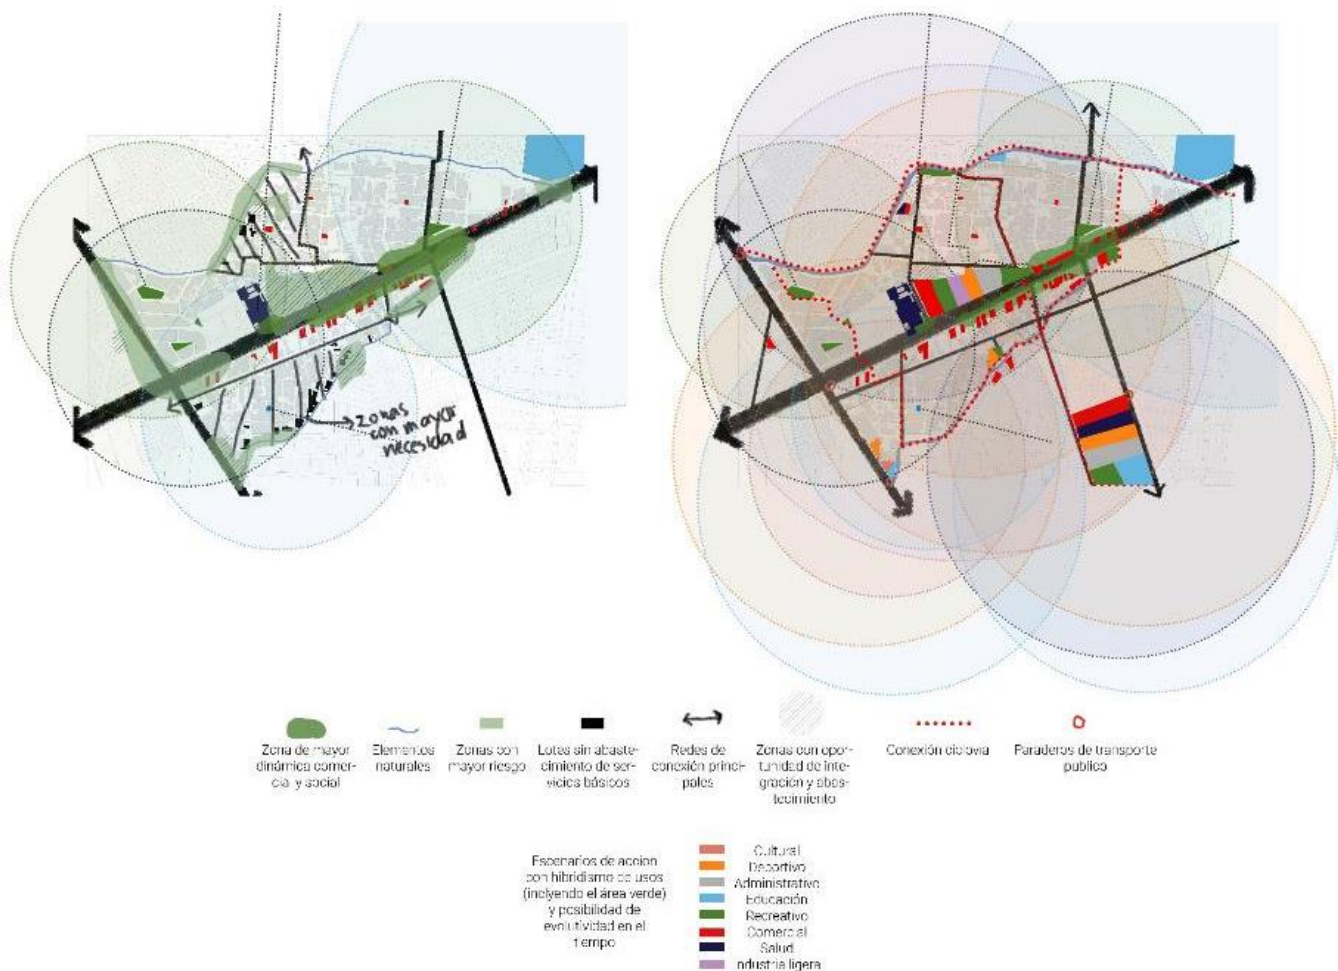 zonas
con mayor
necesidad
Zona de mayor
dinámica comer-
cial y social
Elementos
naturales
Zonas con
mayor riesgo
Lotes sin abaste-
cimiento de ser-
vicios básicos
Redes de
conexión princi-
pales
Zonas con opor-
tunidad de inte-
gración y abas-
tecimiento
Conexión ciclovia
Paraderos de transporte
publico
Escenarios de accion
con hibridismo de usos
(incluyendo el área verde)
y posibilidad de
evolutividad en el
tiempo
Cultural
Deportivo
Administrativo
Educación
Recreativo
Comercial
Salud
Industria ligera